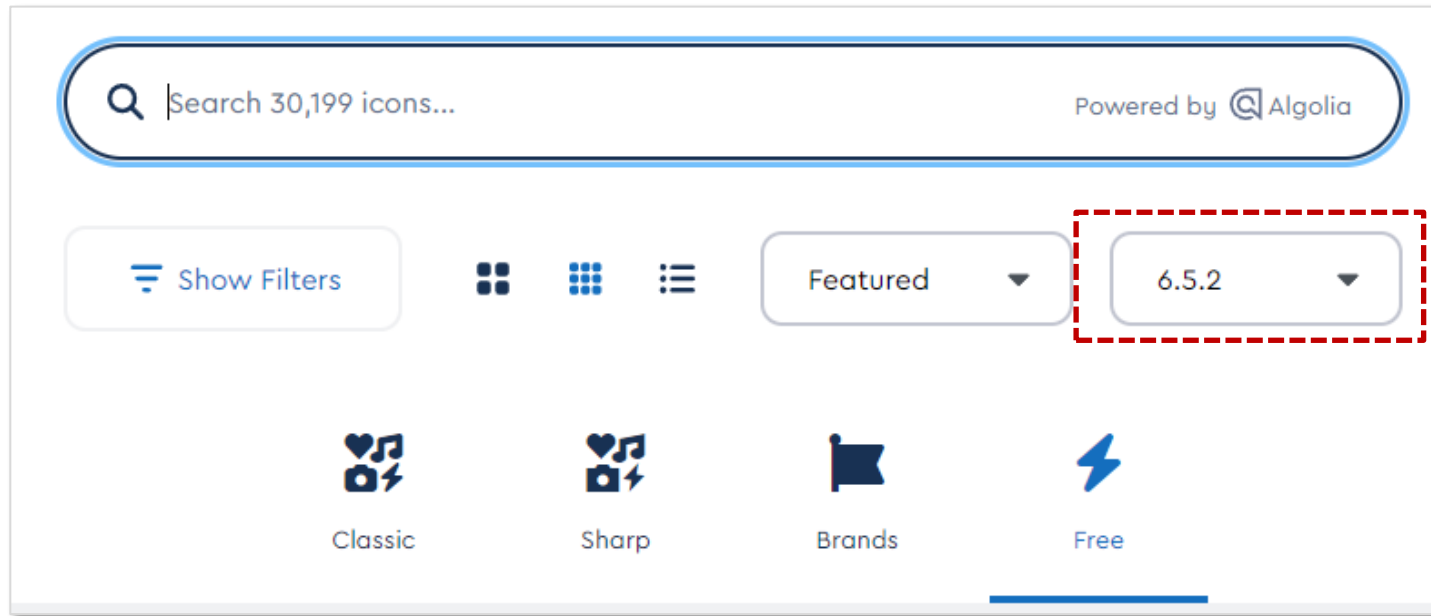 Search 30,199 icons...
Powered by Algolia
Show Filters
Featured
6.5.2
Classic
Sharp
Brands
Free